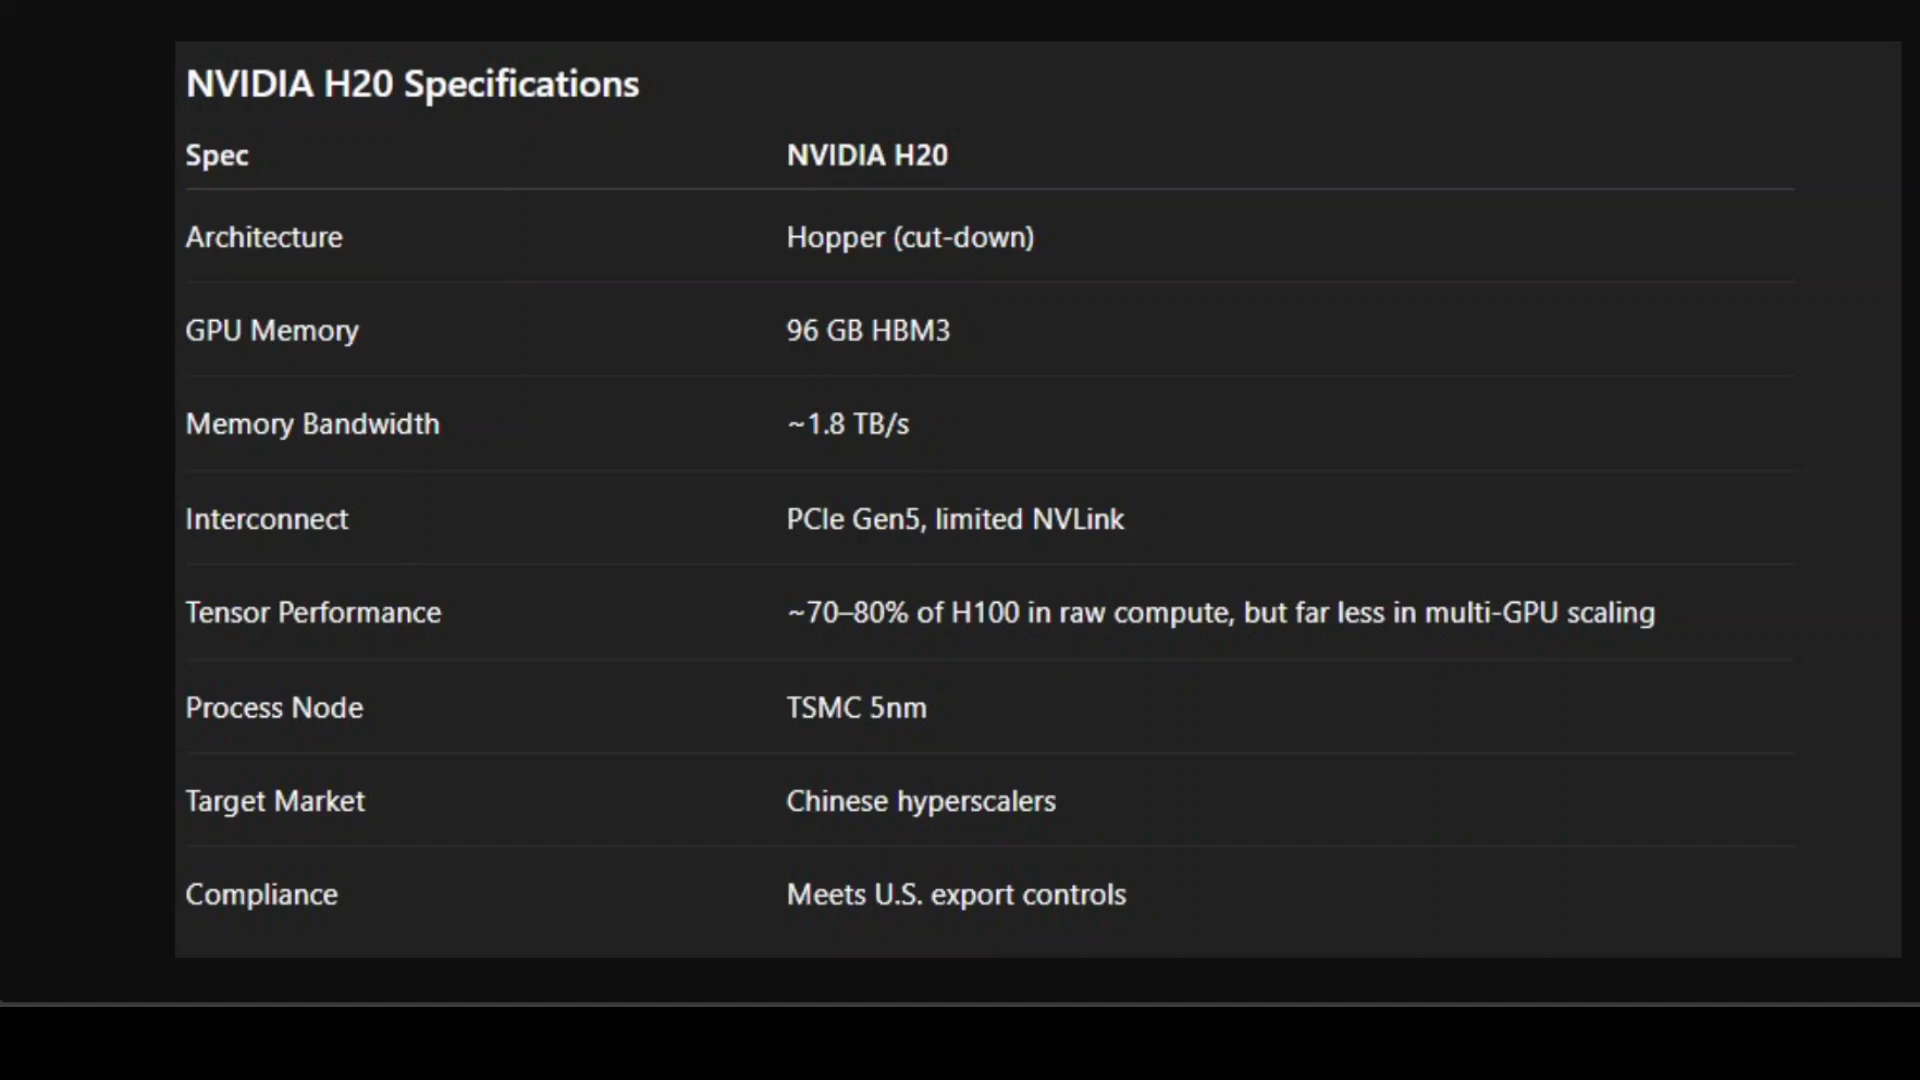 NVIDIA H20 Specifications
Spec NVIDIA H20
Architecture Hopper (cut-down)
GPU Memory 96 GB HBM3
Memory Bandwidth ~1.8 TB/s
Interconnect PCIe Gen5, limited NVLink
Tensor Performance ~70–80% of H100 in raw compute, but far less in multi-GPU scaling
Process Node TSMC 5nm
Target Market Chinese hyperscalers
Compliance Meets U.S. export controls